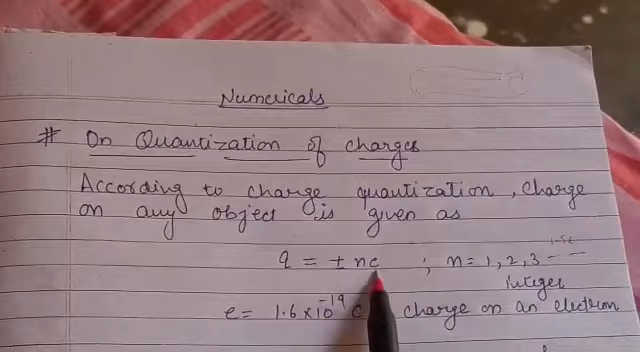 Numericals
# On Quantization of charges
According to charge quantization, charge
on any object is given as
q = ± ne ; n = 1, 2, 3 -----
integer
e = 1.6 × 10⁻¹⁹ C charge on an electron